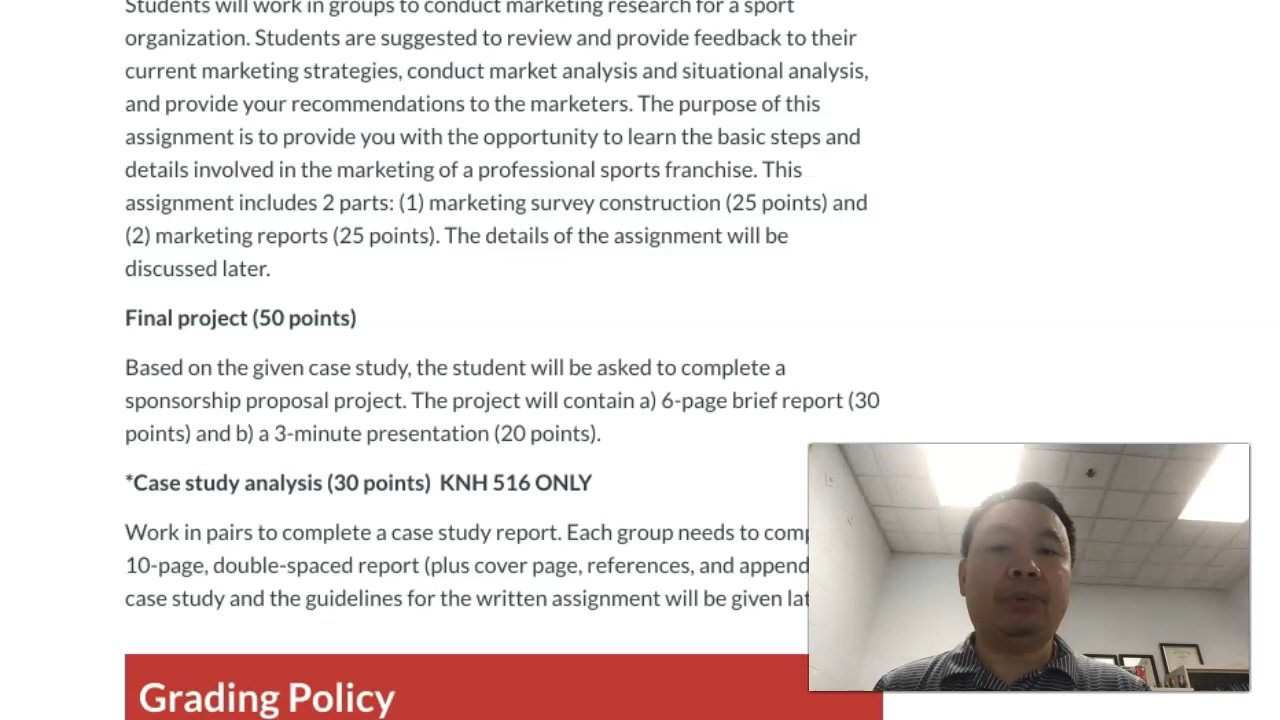 Students will work in groups to conduct marketing research for a sport
organization. Students are suggested to review and provide feedback to their
current marketing strategies, conduct market analysis and situational analysis,
and provide your recommendations to the marketers. The purpose of this
assignment is to provide you with the opportunity to learn the basic steps and
details involved in the marketing of a professional sports franchise. This
assignment includes 2 parts: (1) marketing survey construction (25 points) and
(2) marketing reports (25 points). The details of the assignment will be
discussed later.
Final project (50 points)
Based on the given case study, the student will be asked to complete a
sponsorship proposal project. The project will contain a) 6-page brief report (30
points) and b) a 3-minute presentation (20 points).
*Case study analysis (30 points) KNH 516 ONLY
Work in pairs to complete a case study report. Each group needs to
10-page, double-spaced report (plus cover page, references, and
case study and the guidelines for the written assignment will be given
Grading Policy